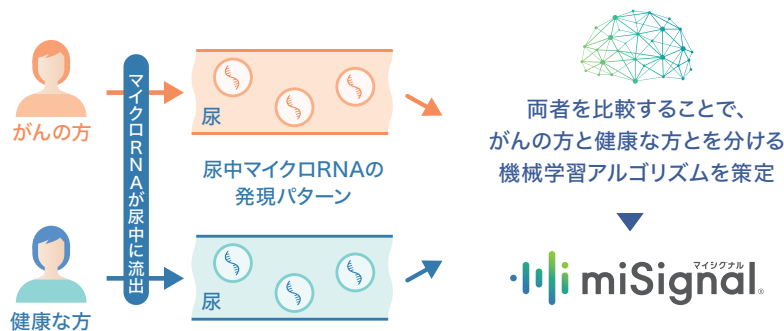 がんの方
マイクロRNAが尿中に流出
尿
尿中マイクロRNAの
発現パターン
健康な方
尿
両者を比較することで、
がんの方と健康な方とを分ける
機械学習アルゴリズムを策定
マイシグナル
miSignal®